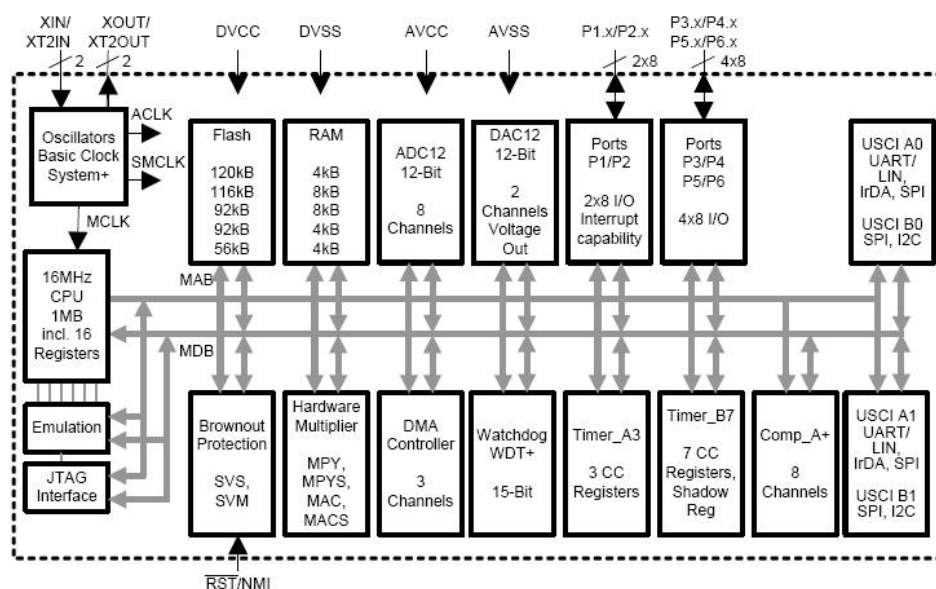 XIN/
XT2IN
XOUT/
XT2OUT
DVCC
DVSS
AVCC
AVSS
P1.x/P2.x
P3.x/P4.x
P5.x/P6.x
2
2
2x8
4x8
Oscillators
Basic Clock
System+
ACLK
SMCLK
MCLK
Flash
120kB
116kB
92kB
92kB
56kB
RAM
4kB
8kB
8kB
4kB
4kB
ADC12
12-Bit
8
Channels
DAC12
12-Bit
2
Channels
Voltage
Out
Ports
P1/P2
2x8 I/O
Interrupt
capability
Ports
P3/P4
P5/P6
4x8 I/O
USCI A0
UART/
LIN,
IrDA, SPI
USCI B0
SPI, I2C
16MHz
CPU
1MB
incl. 16
Registers
MAB
MDB
Emulation
JTAG
Interface
Brownout
Protection
SVS,
SVM
Hardware
Multiplier
MPY,
MPYS,
MAC,
MACS
DMA
Controller
3
Channels
Watchdog
WDT+
15-Bit
Timer_A3
3 CC
Registers
Timer_B7
7 CC
Registers,
Shadow
Reg
Comp_A+
8
Channels
USCI A1
UART/
LIN,
IrDA, SPI
USCI B1
SPI, I2C
RST/NMI